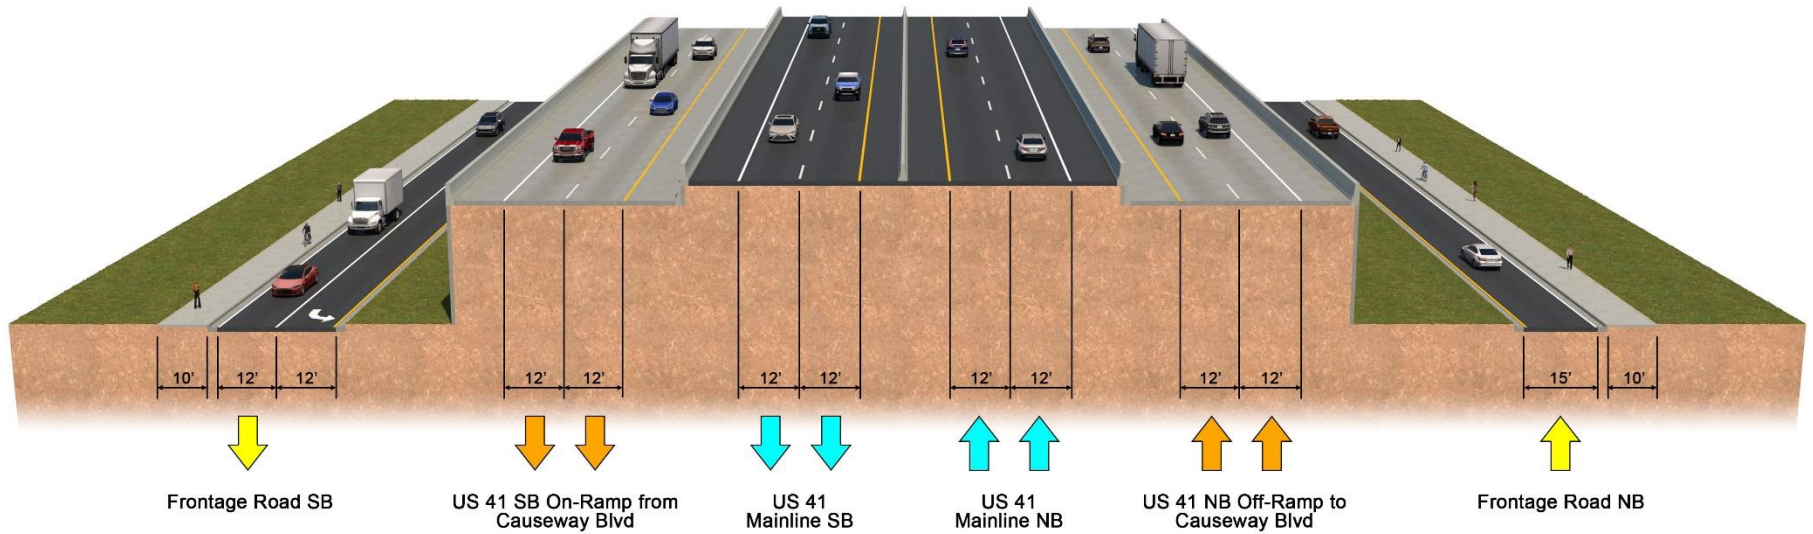 10' 12' 12' 12' 12' 12' 12' 12' 12' 12' 12' 15' 10'
Frontage Road SB
US 41 SB On-Ramp from
Causeway Blvd
US 41
Mainline SB
US 41
Mainline NB
US 41 NB Off-Ramp to
Causeway Blvd
Frontage Road NB